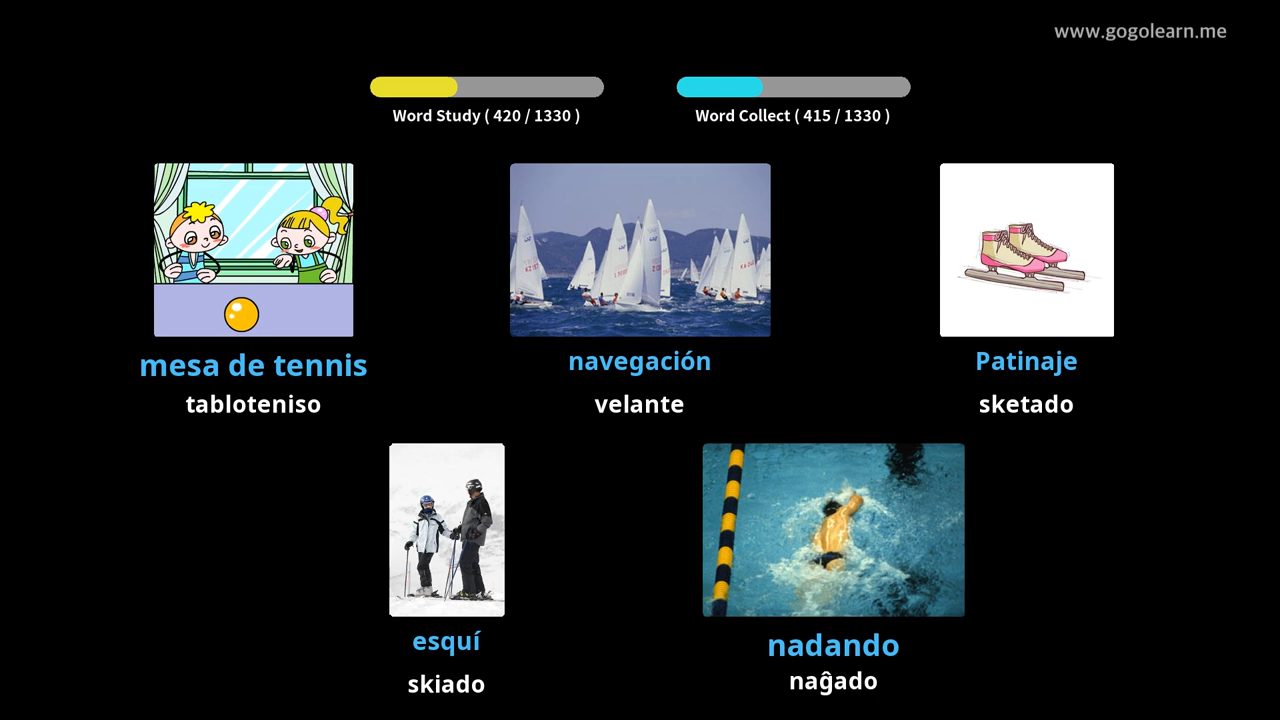 www.gogolearn.me
Word Study ( 420 / 1330 )
Word Collect ( 415 / 1330 )
mesa de tennis
tabloteniso
navegación
velante
Patinaje
sketado
esquí
skiado
nadando
naĝado